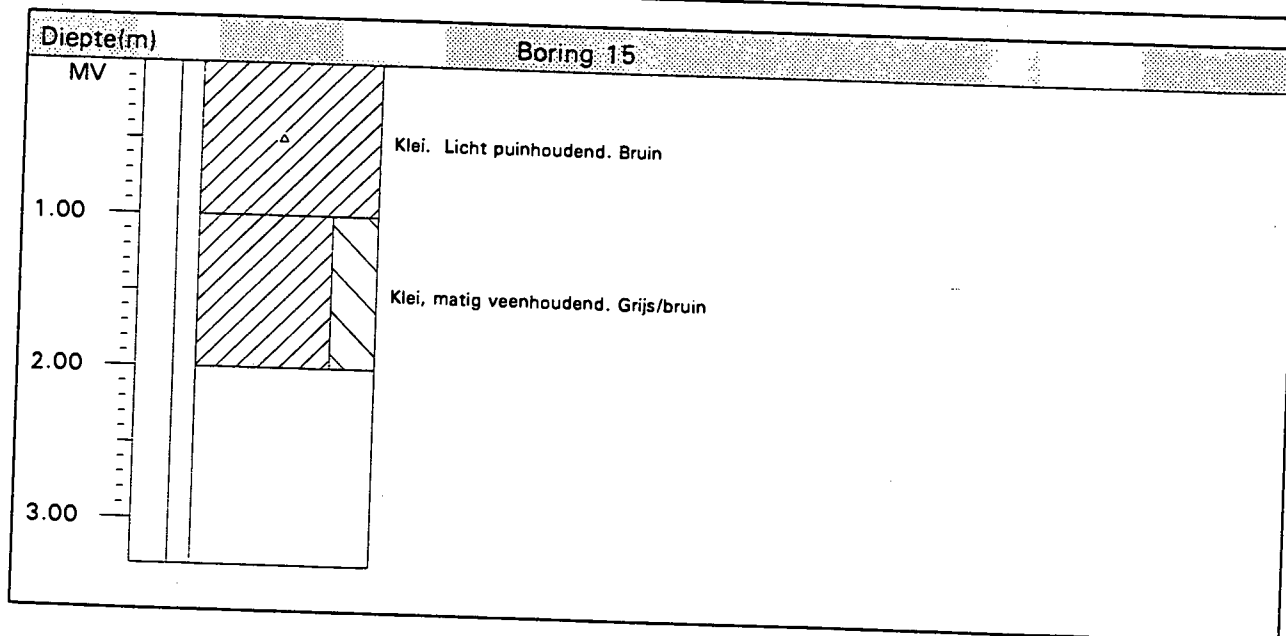 Diepte(m)
Boring 15
MV
Klei. Licht puinhoudend. Bruin
1.00
Klei, matig veenhoudend. Grijs/bruin
2.00
3.00